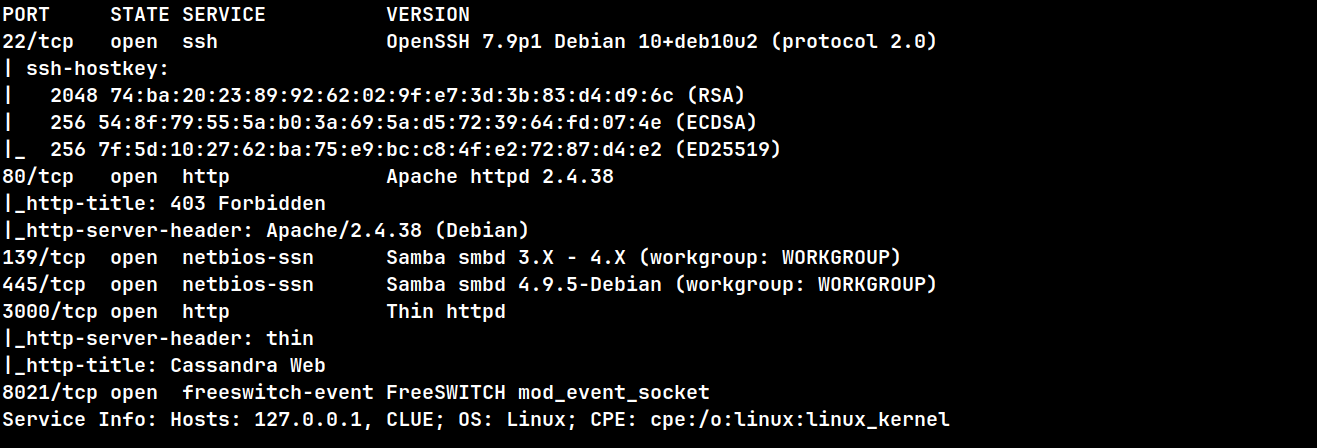 PORT     STATE SERVICE          VERSION
22/tcp   open  ssh              OpenSSH 7.9p1 Debian 10+deb10u2 (protocol 2.0)
| ssh-hostkey:
|   2048 74:ba:20:23:89:92:62:02:9f:e7:3d:3b:83:d4:d9:6c (RSA)
|   256 54:8f:79:55:5a:b0:3a:69:5a:d5:72:39:64:fd:07:4e (ECDSA)
|_  256 7f:5d:10:27:62:ba:75:e9:bc:c8:4f:e2:72:87:d4:e2 (ED25519)
80/tcp   open  http             Apache httpd 2.4.38
|_http-title: 403 Forbidden
|_http-server-header: Apache/2.4.38 (Debian)
139/tcp  open  netbios-ssn      Samba smbd 3.X - 4.X (workgroup: WORKGROUP)
445/tcp  open  netbios-ssn      Samba smbd 4.9.5-Debian (workgroup: WORKGROUP)
3000/tcp open  http             Thin httpd
|_http-server-header: thin
|_http-title: Cassandra Web
8021/tcp open  freeswitch-event FreeSWITCH mod_event_socket
Service Info: Hosts: 127.0.0.1, CLUE; OS: Linux; CPE: cpe:/o:linux:linux_kernel